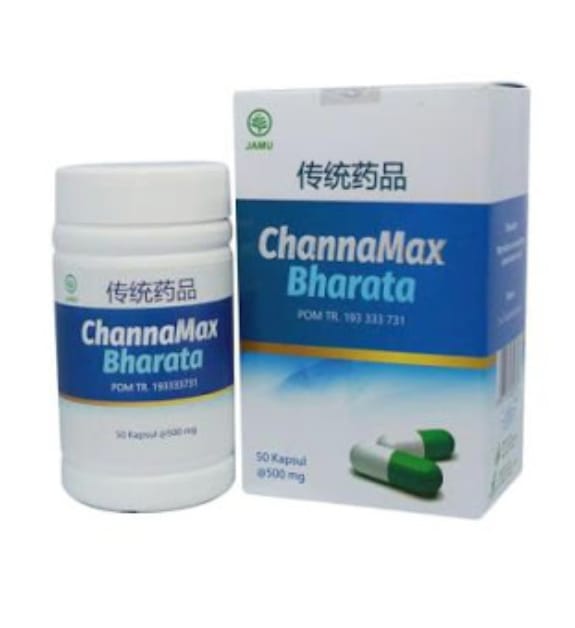 JAMU
传统药品
ChannaMax
Bharata
POM TR. 193333731
50 Kapsul @500 mg
JAMU
传统药品
ChannaMax
Bharata
POM TR. 193 333 731
50 Kapsul
@500 mg